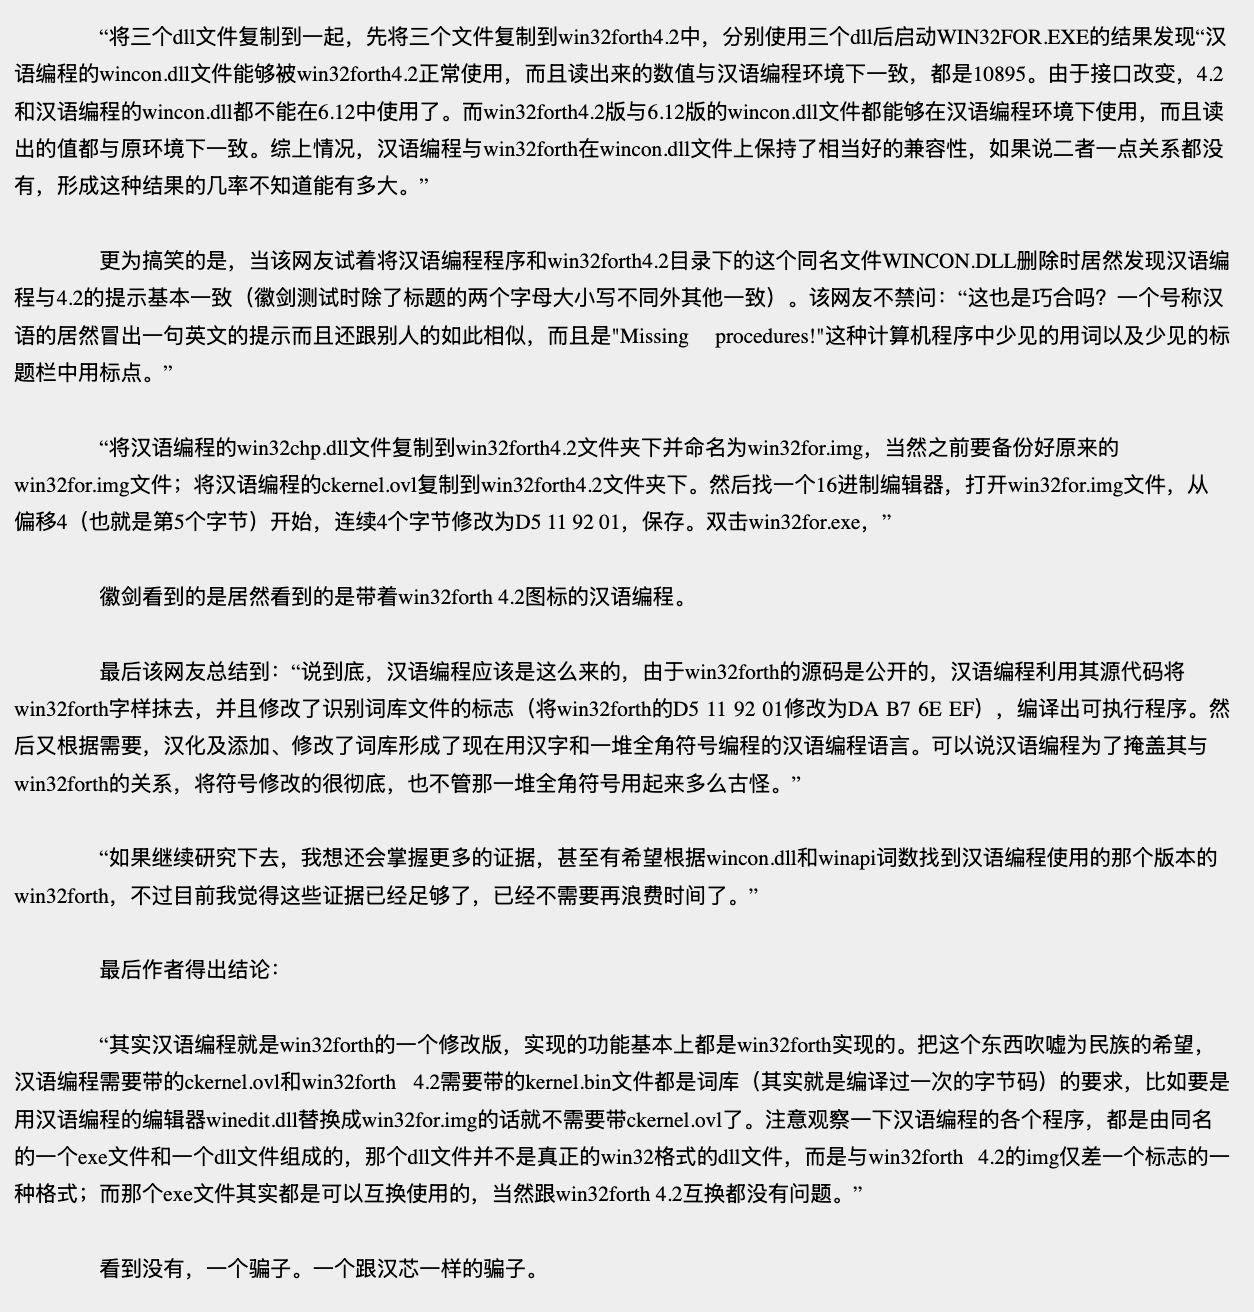 “将三个dll文件复制到一起，先将三个文件复制到win32forth4.2中，分别使用三个dll后启动WIN32FOR.EXE的结果发现“汉
语编程的wincon.dll文件能够被win32forth4.2正常使用，而且读出来的数值与汉语编程环境下一致，都是10895。由于接口改变，4.2
和汉语编程的wincon.dll都不能在6.12中使用了。而win32forth4.2版与6.12版的wincon.dll文件都能够在汉语编程环境下使用，而且读
出的值都与原环境下一致。综上情况，汉语编程与win32forth在wincon.dll文件上保持了相当好的兼容性，如果说二者一点关系都没
有，形成这种结果的几率不知道能有多大。”
更为搞笑的是，当该网友试着将汉语编程程序和win32forth4.2目录下的这个同名文件WINCON.DLL删除时居然发现汉语编
程与4.2的提示基本一致（徽剑测试时除了标题的两个字母大小写不同外其他一致）。该网友不禁问：“这也是巧合吗？一个号称汉
语的居然冒出一句英文的提示而且还跟别人的如此相似，而且是"Missing procedures!"这种计算机程序中少见的用词以及少见的标
题栏中用标点。”
“将汉语编程的win32chp.dll文件复制到win32forth4.2文件夹下并命名为win32for.img，当然之前要备份好原来的
win32for.img文件；将汉语编程的ckernel.ovl复制到win32forth4.2文件夹下。然后找一个16进制编辑器，打开win32for.img文件，从
偏移4（也就是第5个字节）开始，连续4个字节修改为D5 11 92 01，保存。双击win32for.exe，”
徽剑看到的是居然看到的是带着win32forth 4.2图标的汉语编程。
最后该网友总结到：“说到底，汉语编程应该是这么来的，由于win32forth的源码是公开的，汉语编程利用其源代码将
win32forth字样抹去，并且修改了识别词库文件的标志（将win32forth的D5 11 92 01修改为DA B7 6E EF），编译出可执行程序。然
后又根据需要，汉化及添加、修改了词库形成了现在用汉字和一堆全角符号编程的汉语编程语言。可以说汉语编程为了掩盖其与
win32forth的关系，将符号修改的很彻底，也不管那一堆全角符号用起来多么古怪。”
“如果继续研究下去，我想还会掌握更多的证据，甚至有希望根据wincon.dll和winapi词数找到汉语编程使用的那个版本的
win32forth，不过目前我觉得这些证据已经足够了，已经不需要再浪费时间了。”
最后作者得出结论：
“其实汉语编程就是win32forth的一个修改版，实现的功能基本上都是win32forth实现的。把这个东西吹嘘为民族的希望，
汉语编程需要带的ckernel.ovl和win32forth 4.2需要带的kernel.bin文件都是词库（其实就是编译过一次的字节码）的要求，比如要是
用汉语编程的编辑器winedit.dll替换成win32for.img的话就不需要带ckernel.ovl了。注意观察一下汉语编程的各个程序，都是由同名
的一个exe文件和一个dll文件组成的，那个dll文件并不是真正的win32格式的dll文件，而是与win32forth 4.2的img仅差一个标志的一
种格式；而那个exe文件其实都是可以互换使用的，当然跟win32forth 4.2互换都没有问题。”
看到没有，一个骗子。一个跟汉芯一样的骗子。